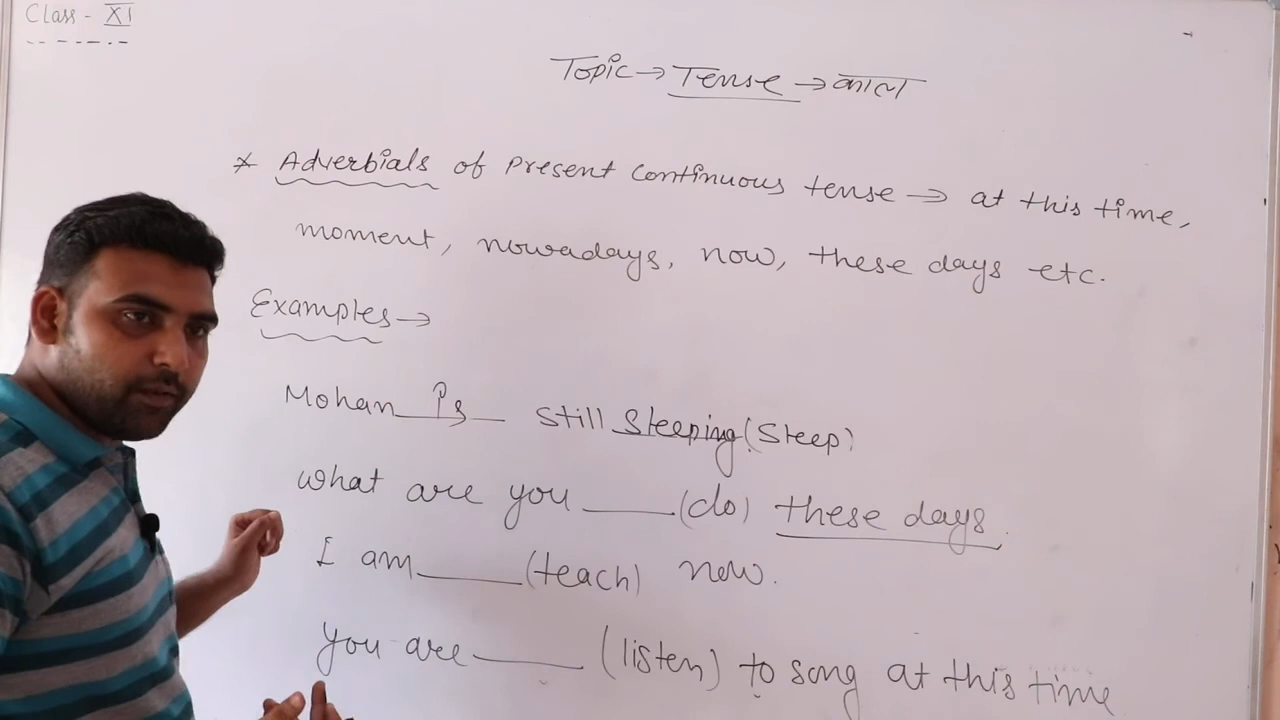 Class - XI
Topic → Tense → काल
* Adverbials of Present Continuous tense → at this time,
moment, nowadays, now, these days etc.
Examples →
Mohan is still sleeping (sleep)
what are you ____ (do) these days.
I am ____ (teach) now.
you are ____ (listen) to song at this time